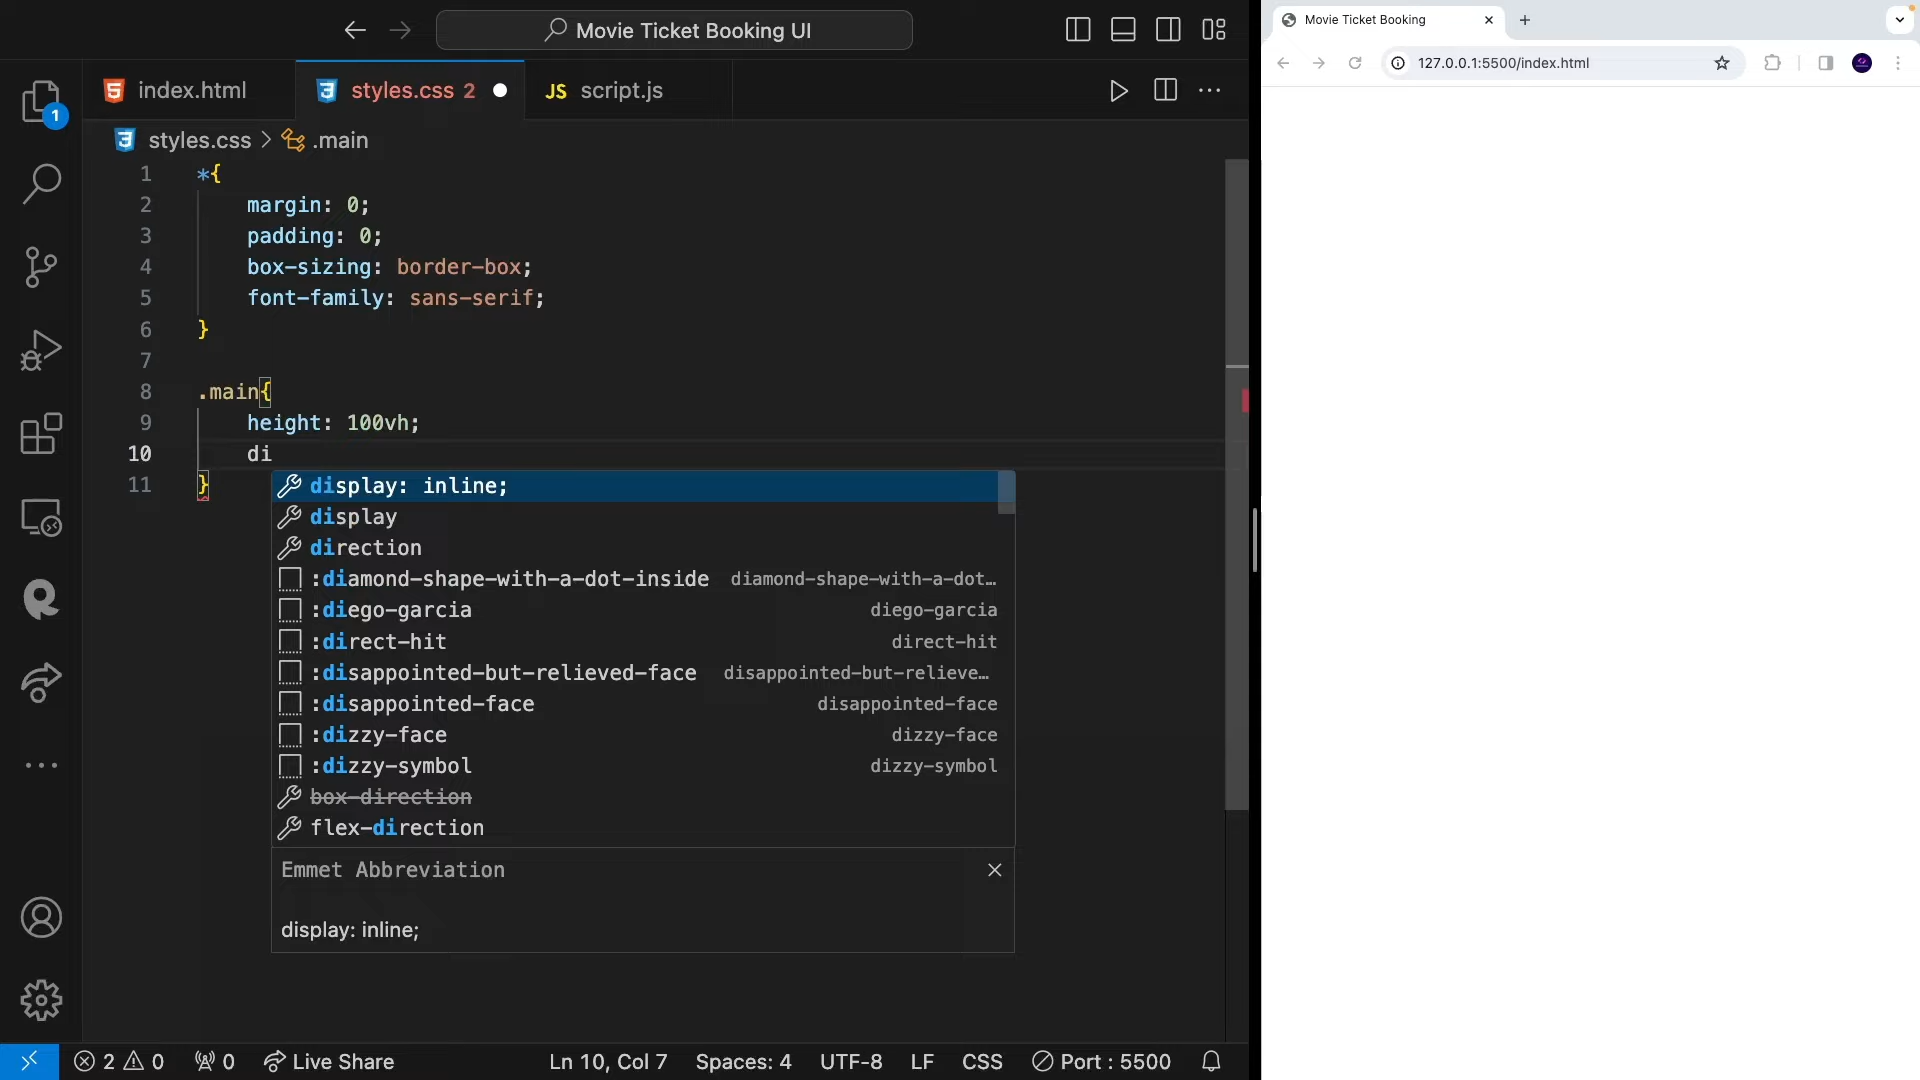 Movie Ticket Booking UI
index.html
styles.css 2
JS script.js
styles.css > .main
1 *{
2 margin: 0;
3 padding: 0;
4 box-sizing: border-box;
5 font-family: sans-serif;
6 }
7
8 .main{
9 height: 100vh;
10 di
11 }
display: inline;
display
direction
:diamond-shape-with-a-dot-inside diamond-shape-with-a-dot…
:diego-garcia diego-garcia
:direct-hit direct-hit
:disappointed-but-relieved-face disappointed-but-relieve…
:disappointed-face disappointed-face
:dizzy-face dizzy-face
:dizzy-symbol dizzy-symbol
box-direction
flex-direction
Emmet Abbreviation
display: inline;
1
2 0 0 Live Share Ln 10, Col 7 Spaces: 4 UTF-8 LF CSS Port : 5500
Movie Ticket Booking
127.0.0.1:5500/index.html